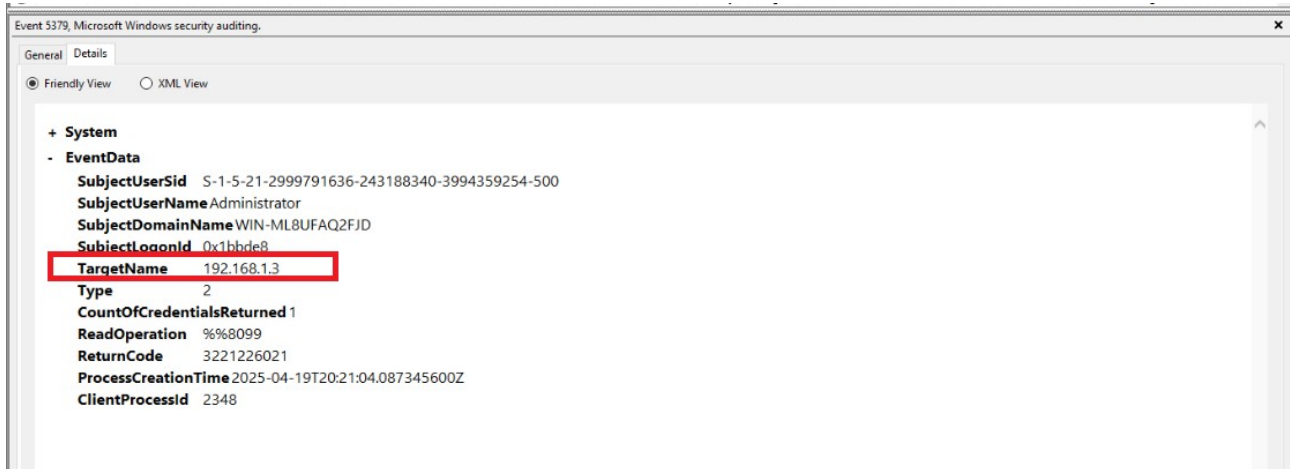 Event 5379, Microsoft Windows security auditing.
General Details
Friendly View XML View
+ System
- EventData
SubjectUserSid S-1-5-21-2999791636-243188340-3994359254-500
SubjectUserName Administrator
SubjectDomainName WIN-ML8UFAQ2FJD
SubjectLogonId 0x1bbde8
TargetName 192.168.1.3
Type 2
CountOfCredentialsReturned 1
ReadOperation %%8099
ReturnCode 3221226021
ProcessCreationTime 2025-04-19T20:21:04.087345600Z
ClientProcessId 2348